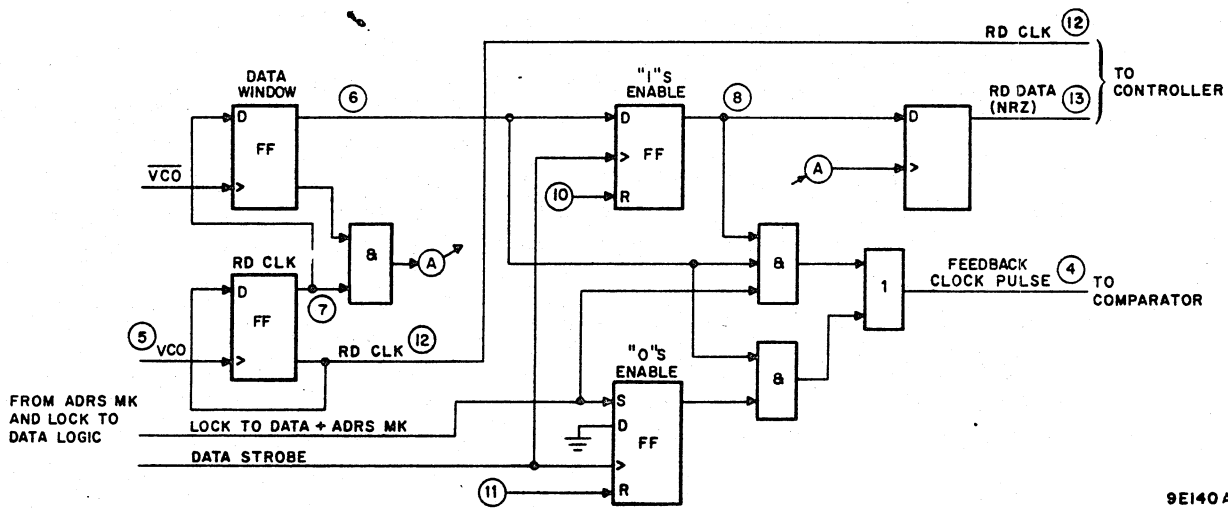 RD CLK 12
DATA
WINDOW
6
"1"S
ENABLE
8
RD DATA
(NRZ) 13
TO
CONTROLLER
D
FF
>
VCO
D
>
FF
R
10
D
>
A
&
A
RD CLK
D
FF
>
7
5 VCO
RD CLK 12
&
1
FEEDBACK
CLOCK PULSE 4
TO
COMPARATOR
"0"S
ENABLE
&
FROM ADRS MK
AND LOCK TO
DATA LOGIC
LOCK TO DATA + ADRS MK
S
D
FF
>
R
DATA STROBE
11
9E140A